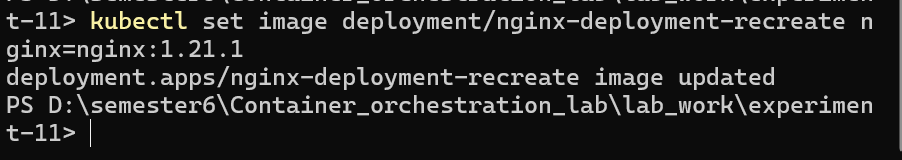 t-11> kubectl set image deployment/nginx-deployment-recreate n
ginx=nginx:1.21.1
deployment.apps/nginx-deployment-recreate image updated
PS D:\semester6\Container_orchestration_lab\lab_work\experimen
t-11>